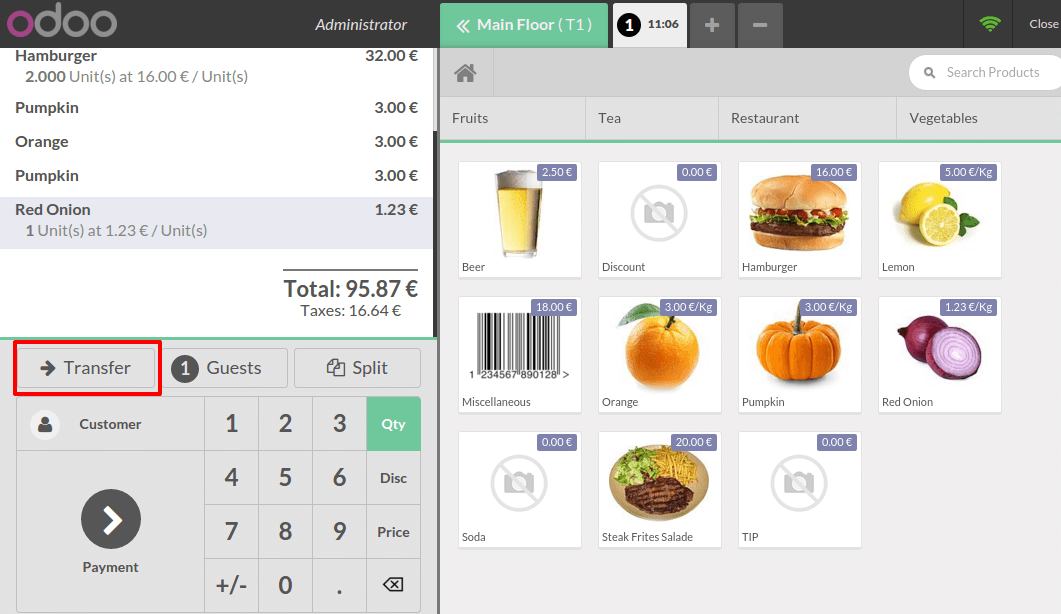 odoo
Administrator
Main Floor ( T1 )
1 11:06
Close
Hamburger 32.00 €
2.000 Unit(s) at 16.00 € / Unit(s)
Pumpkin 3.00 €
Orange 3.00 €
Pumpkin 3.00 €
Red Onion 1.23 €
1 Unit(s) at 1.23 € / Unit(s)
Total: 95.87 €
Taxes: 16.64 €
Transfer
1 Guests
Split
Customer
1 2 3 Qty
4 5 6 Disc
7 8 9 Price
+/- 0 .
Payment
Search Products
Fruits Tea Restaurant Vegetables
2.50 €
Beer
0.00 €
Discount
16.00 €
Hamburger
5.00 €/Kg
Lemon
18.00 €
1 234567 890128 >
Miscellaneous
3.00 €/Kg
Orange
3.00 €/Kg
Pumpkin
1.23 €/Kg
Red Onion
0.00 €
Soda
20.00 €
Steak Frites Salade
0.00 €
TIP